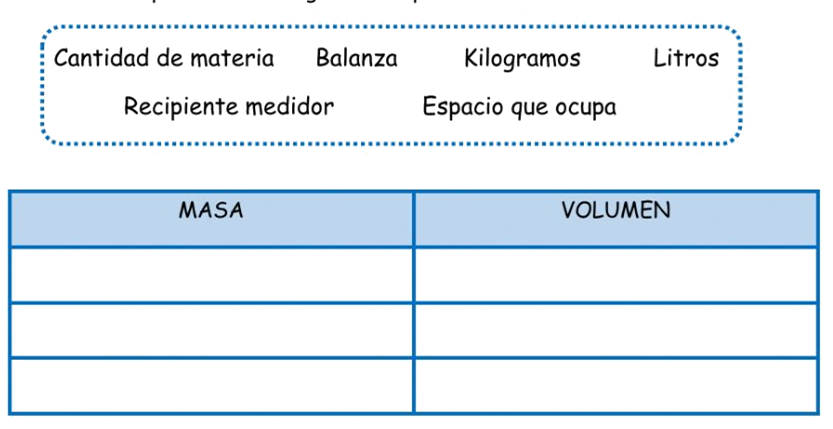 Cantidad de materia Balanza Kilogramos Litros
Recipiente medidor Espacio que ocupa
MASA VOLUMEN